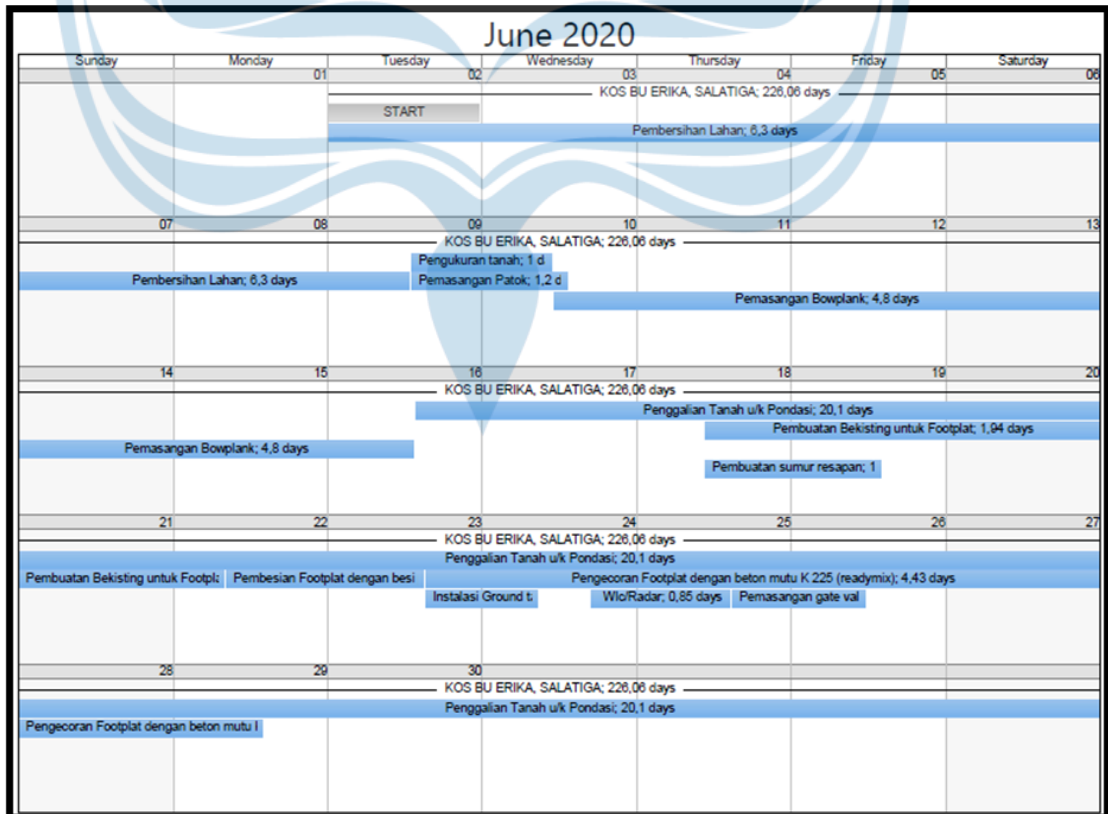 June 2020
Sunday Monday Tuesday Wednesday Thursday Friday Saturday
01 02 03 04 05 06
KOS BU ERIKA, SALATIGA; 226,06 days
START
Pembersihan Lahan; 6,3 days
07 08 09 10 11 12 13
KOS BU ERIKA, SALATIGA; 226,06 days
Pengukuran tanah; 1 d
Pembersihan Lahan; 6,3 days Pemasangan Patok; 1,2 d
Pemasangan Bowplank; 4,8 days
14 15 16 17 18 19 20
KOS BU ERIKA, SALATIGA; 226,06 days
Penggalian Tanah u/k Pondasi; 20,1 days
Pembuatan Bekisting untuk Footplat; 1,94 days
Pemasangan Bowplank; 4,8 days
Pembuatan sumur resapan; 1
21 22 23 24 25 26 27
KOS BU ERIKA, SALATIGA; 226,06 days
Penggalian Tanah u/k Pondasi; 20,1 days
Pembuatan Bekisting untuk Footpl Pembesian Footplat dengan besi Pengecoran Footplat dengan beton mutu K 225 (readymix); 4,43 days
Instalasi Ground t Wlc/Radar; 0,85 days Pemasangan gate val
28 29 30
KOS BU ERIKA, SALATIGA; 226,06 days
Penggalian Tanah u/k Pondasi; 20,1 days
Pengecoran Footplat dengan beton mutu